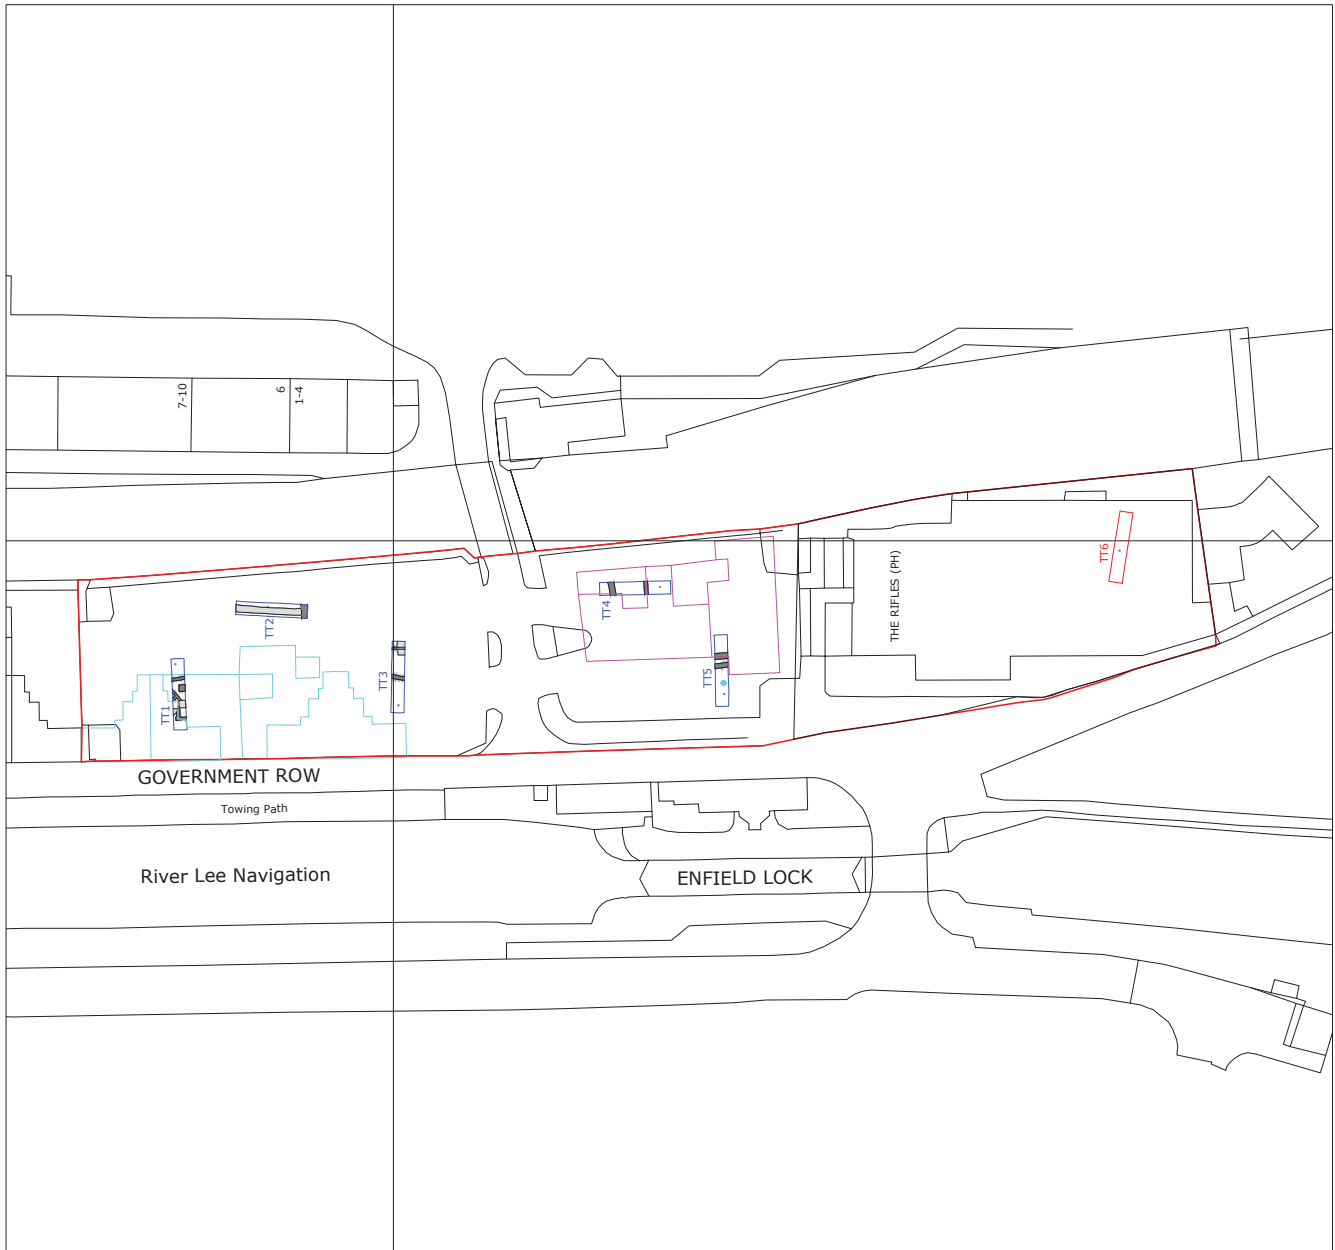 7-10
6
1-4
THE RIFLES (PH)
TT6
TT4
TT2
TT5
TT3
TT1
GOVERNMENT ROW
Towing Path
River Lee Navigation
ENFIELD LOCK